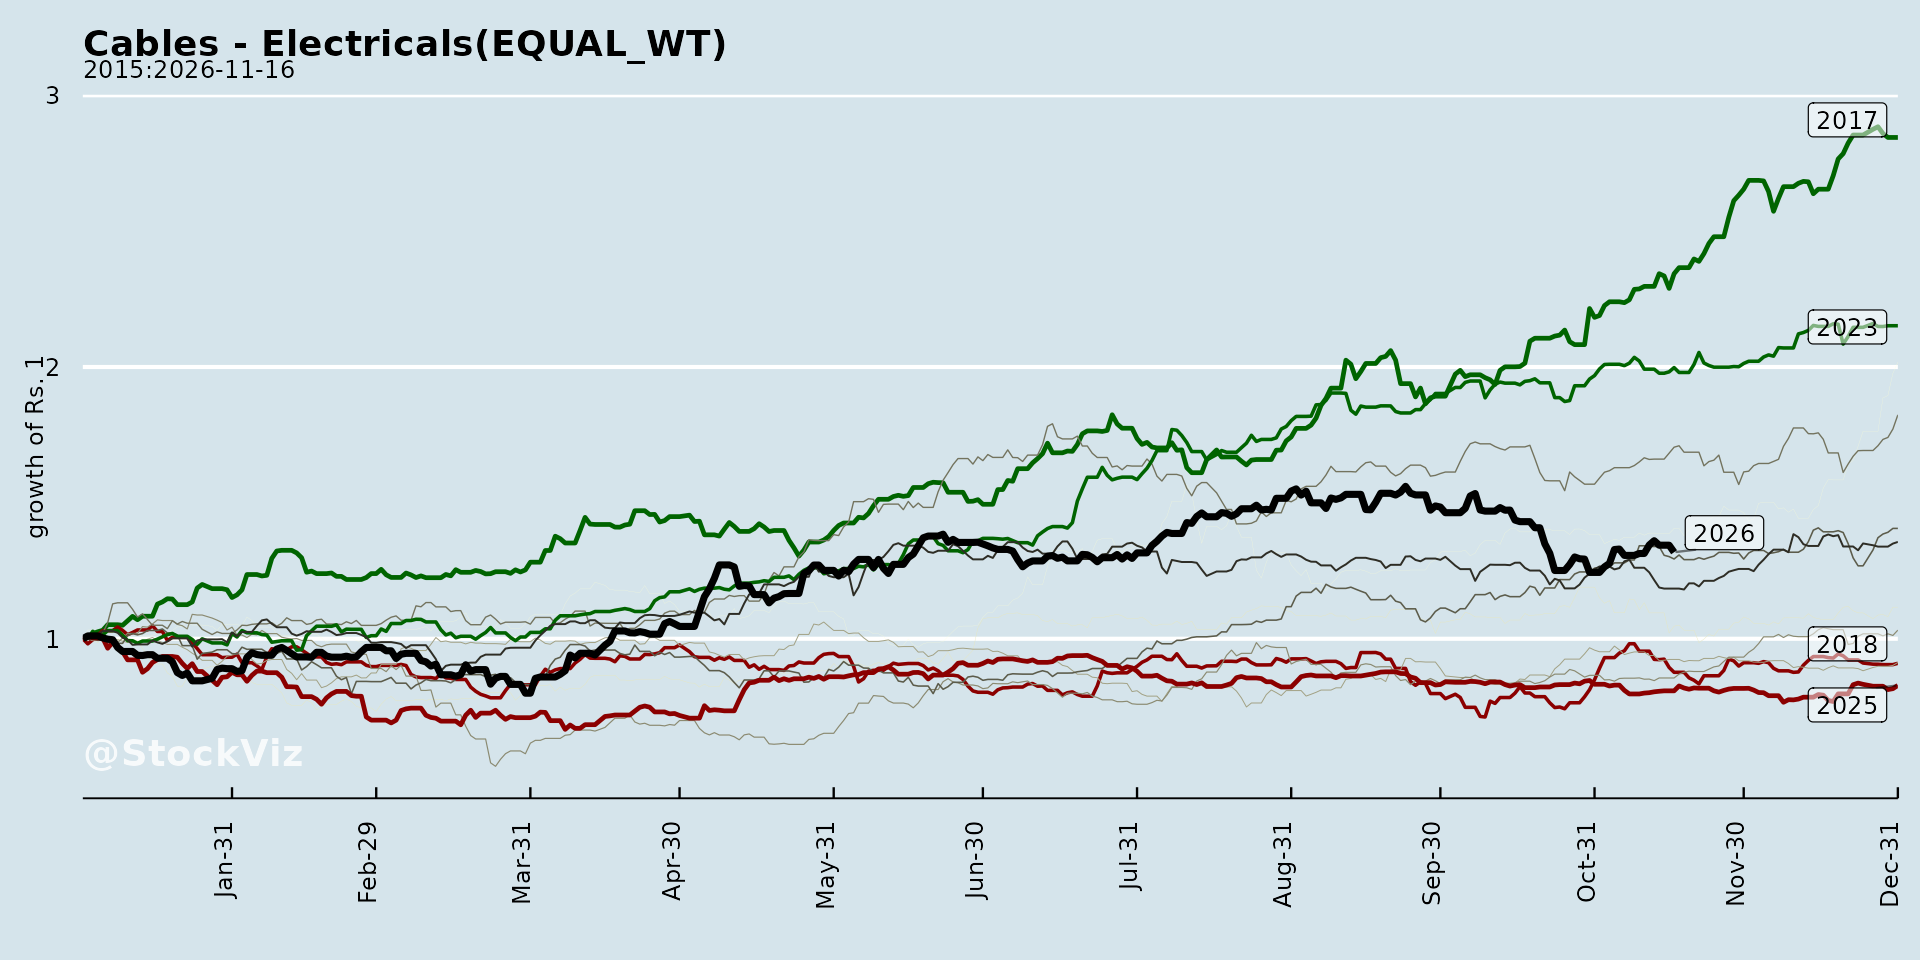 Cables - Electricals(EQUAL_WT)
2015:2026-11-16
growth of Rs. 1
3
2
1
2017
2023
2026
2018
2025
@StockViz
Jan-31
Feb-29
Mar-31
Apr-30
May-31
Jun-30
Jul-31
Aug-31
Sep-30
Oct-31
Nov-30
Dec-31